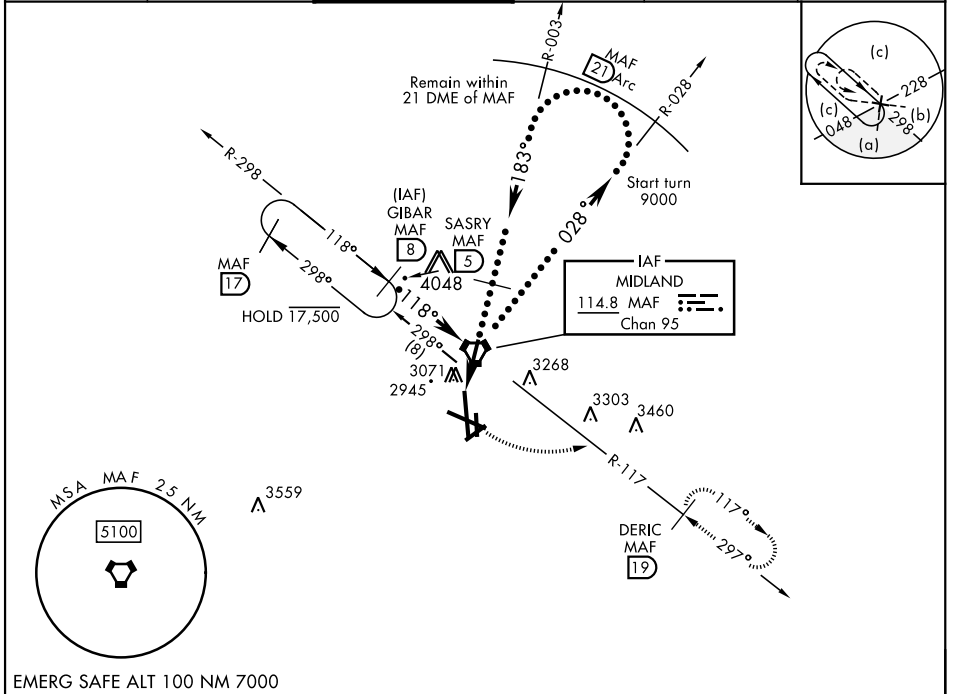 R-003
MAF
21 Arc
Remain within
21 DME of MAF
R-028
(c)
228
(c)
(b)
048
298
(a)
R-298
183°
Start turn
9000
028°
(IAF)
GIBAR
MAF
8
SASRY
MAF
5
4048
118°
298°
MAF
17
HOLD 17,500
118°
298°
(8)
IAF
MIDLAND
114.8 MAF
Chan 95
3071
2945
3268
3303
3460
R-117
MSA MAF 25 NM
5100
3559
DERIC
MAF
19
117°
297°
EMERG SAFE ALT 100 NM 7000